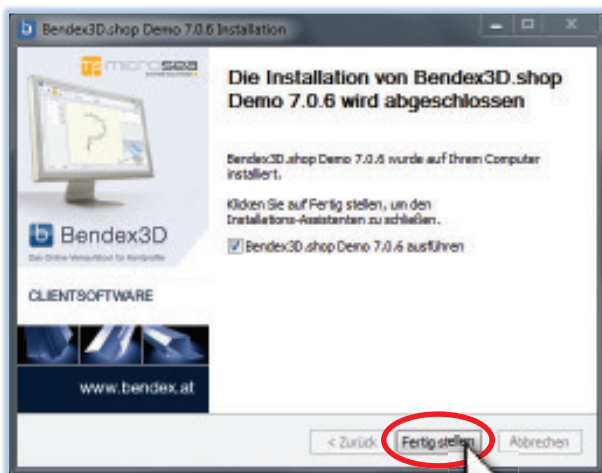 Bendex3D.shop Demo 7.0.6 Installation
microsea
Die Installation von Bendex3D.shop
Demo 7.0.6 wird abgeschlossen
Bendex3D.shop Demo 7.0.6 wurde auf Ihrem Computer
installiert.
Klicken Sie auf Fertig stellen, um den
Installations-Assistenten zu schließen.
Bendex3D.shop Demo 7.0.6 ausführen
b Bendex3D
CLIENTSOFTWARE
www.bendex.at
< Zurück
Fertig stellen
Abbrechen